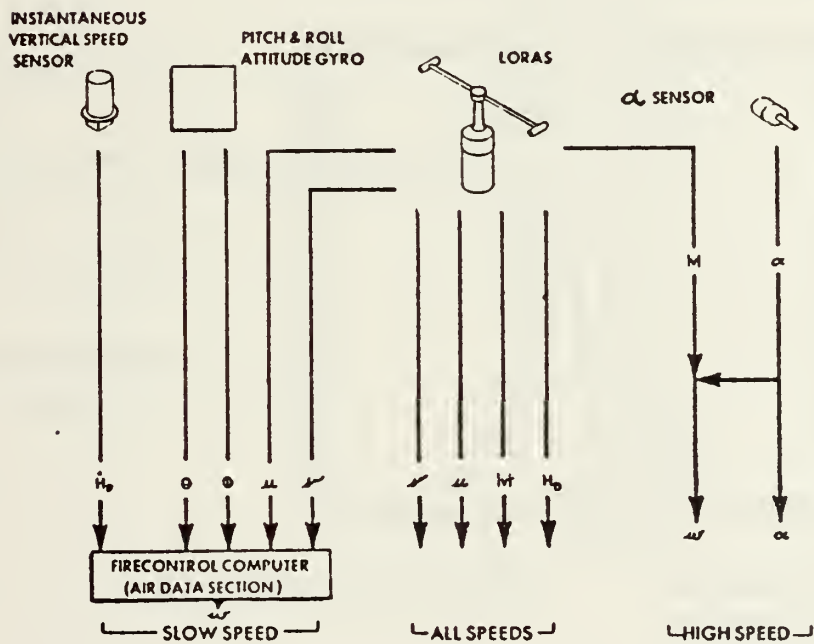 INSTANTANEOUS
VERTICAL SPEED
SENSOR
PITCH & ROLL
ATTITUDE GYRO
LORAS
α SENSOR
M α
Ḣp θ Φ u v
v u M Hp
w α
FIRECONTROL COMPUTER
(AIR DATA SECTION)
w
SLOW SPEED
ALL SPEEDS
HIGH SPEED